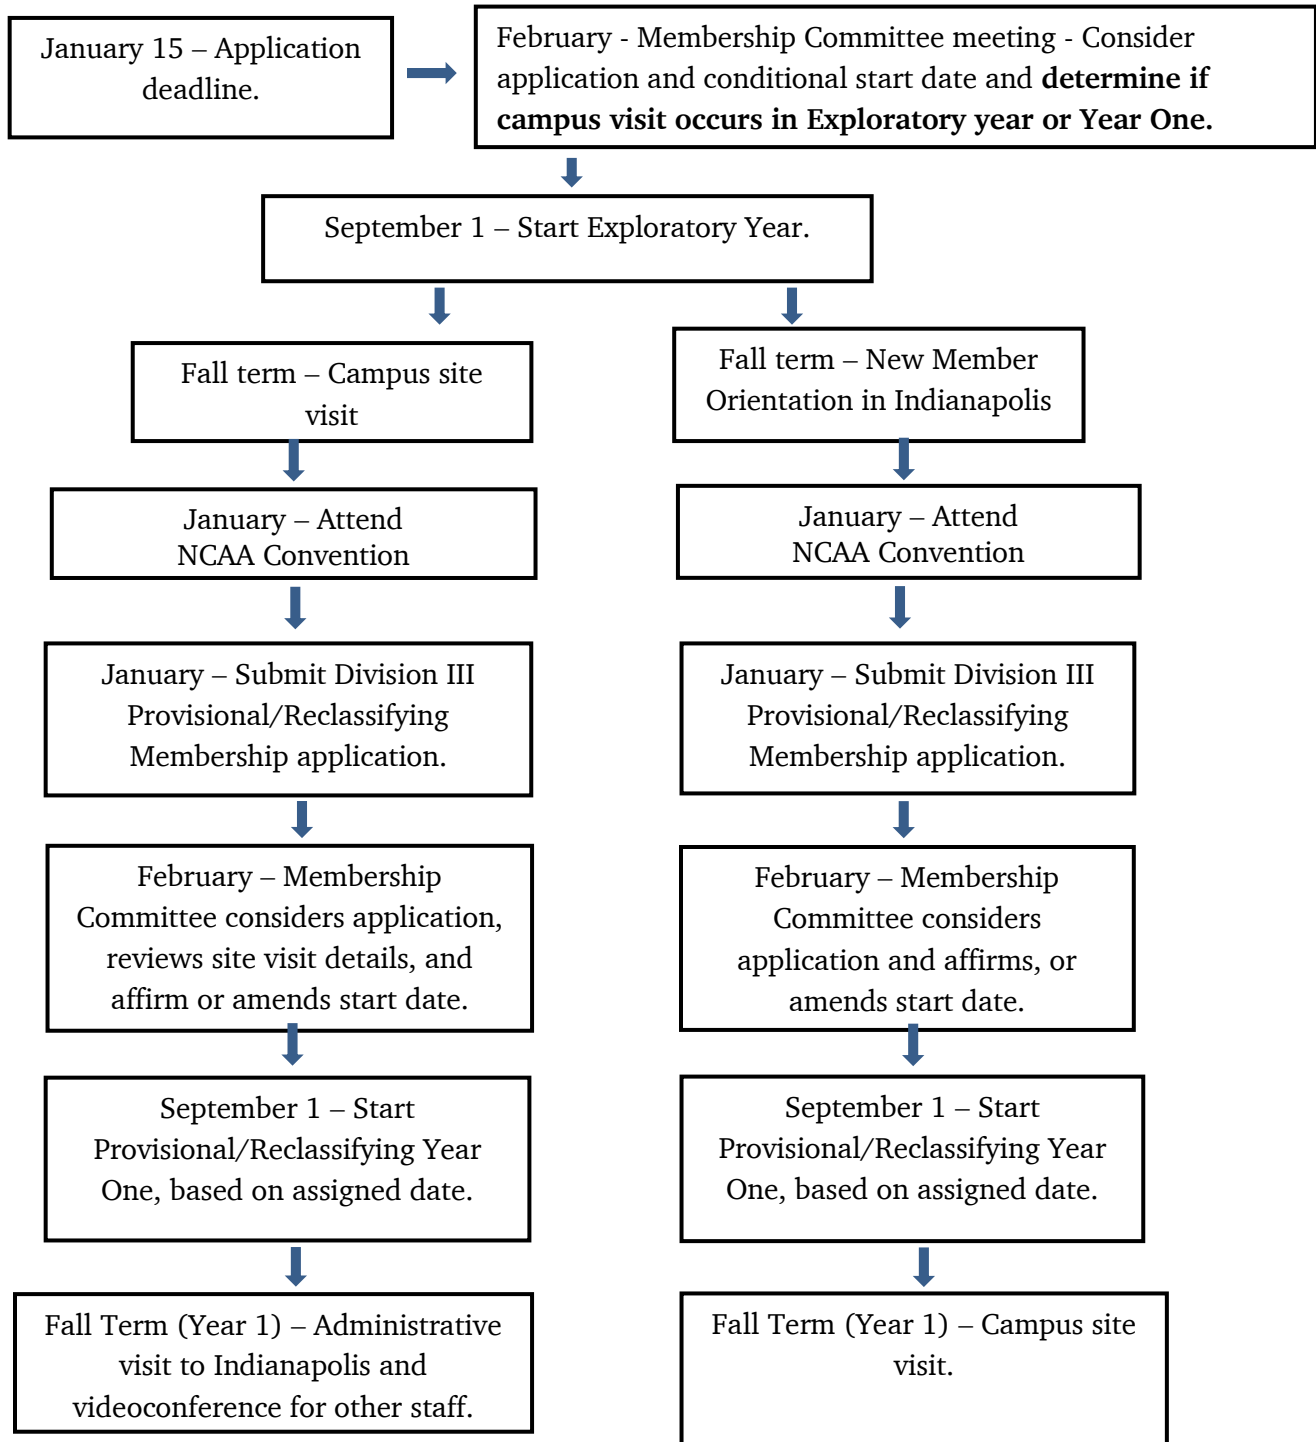 January 15 – Application
deadline.
February - Membership Committee meeting - Consider
application and conditional start date and determine if
campus visit occurs in Exploratory year or Year One.
September 1 – Start Exploratory Year.
Fall term – Campus site
visit
Fall term – New Member
Orientation in Indianapolis
January – Attend
NCAA Convention
January – Attend
NCAA Convention
January – Submit Division III
Provisional/Reclassifying
Membership application.
January – Submit Division III
Provisional/Reclassifying
Membership application.
February – Membership
Committee considers application,
reviews site visit details, and
affirm or amends start date.
February – Membership
Committee considers
application and affirms, or
amends start date.
September 1 – Start
Provisional/Reclassifying Year
One, based on assigned date.
September 1 – Start
Provisional/Reclassifying Year
One, based on assigned date.
Fall Term (Year 1) – Administrative
visit to Indianapolis and
videoconference for other staff.
Fall Term (Year 1) – Campus site
visit.